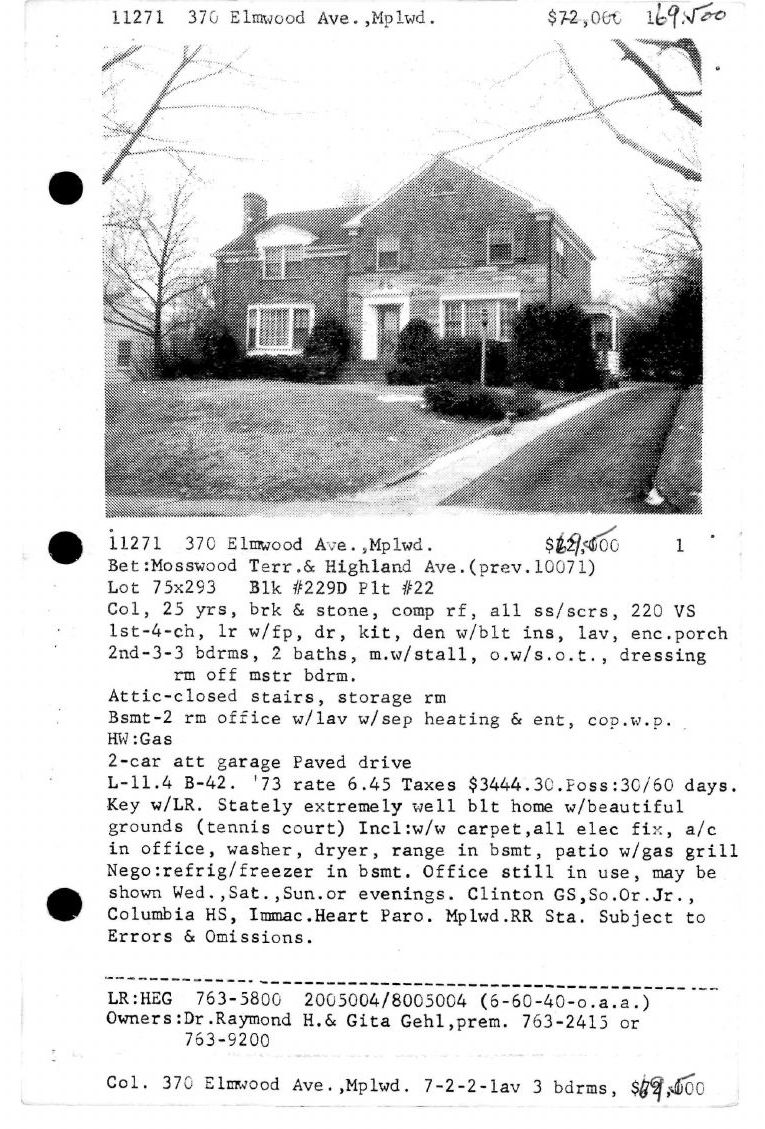 11271 370 Elmwood Ave.,Mplwd. $72,000 169,500
11271 370 Elmwood Ave.,Mplwd. $72,500 69,5 1
Bet:Mosswood Terr.& Highland Ave.(prev.10071)
Lot 75x293 Blk #229D Plt #22
Col, 25 yrs, brk & stone, comp rf, all ss/scrs, 220 VS
1st-4-ch, lr w/fp, dr, kit, den w/blt ins, lav, enc.porch
2nd-3-3 bdrms, 2 baths, m.w/stall, o.w/s.o.t., dressing
rm off mstr bdrm.
Attic-closed stairs, storage rm
Bsmt-2 rm office w/lav w/sep heating & ent, cop.w.p.
HW:Gas
2-car att garage Paved drive
L-11.4 B-42. '73 rate 6.45 Taxes $3444.30.Poss:30/60 days.
Key w/LR. Stately extremely well blt home w/beautiful
grounds (tennis court) Incl:w/w carpet,all elec fix, a/c
in office, washer, dryer, range in bsmt, patio w/gas grill
Nego:refrig/freezer in bsmt. Office still in use, may be
shown Wed.,Sat.,Sun.or evenings. Clinton GS,So.Or.Jr.,
Columbia HS, Immac.Heart Paro. Mplwd.RR Sta. Subject to
Errors & Omissions.
LR:HEG 763-5800 2005004/8005004 (6-60-40-o.a.a.)
Owners:Dr.Raymond H.& Gita Gehl,prem. 763-2415 or
763-9200
Col. 370 Elmwood Ave.,Mplwd. 7-2-2-lav 3 bdrms, $72,500 69,5